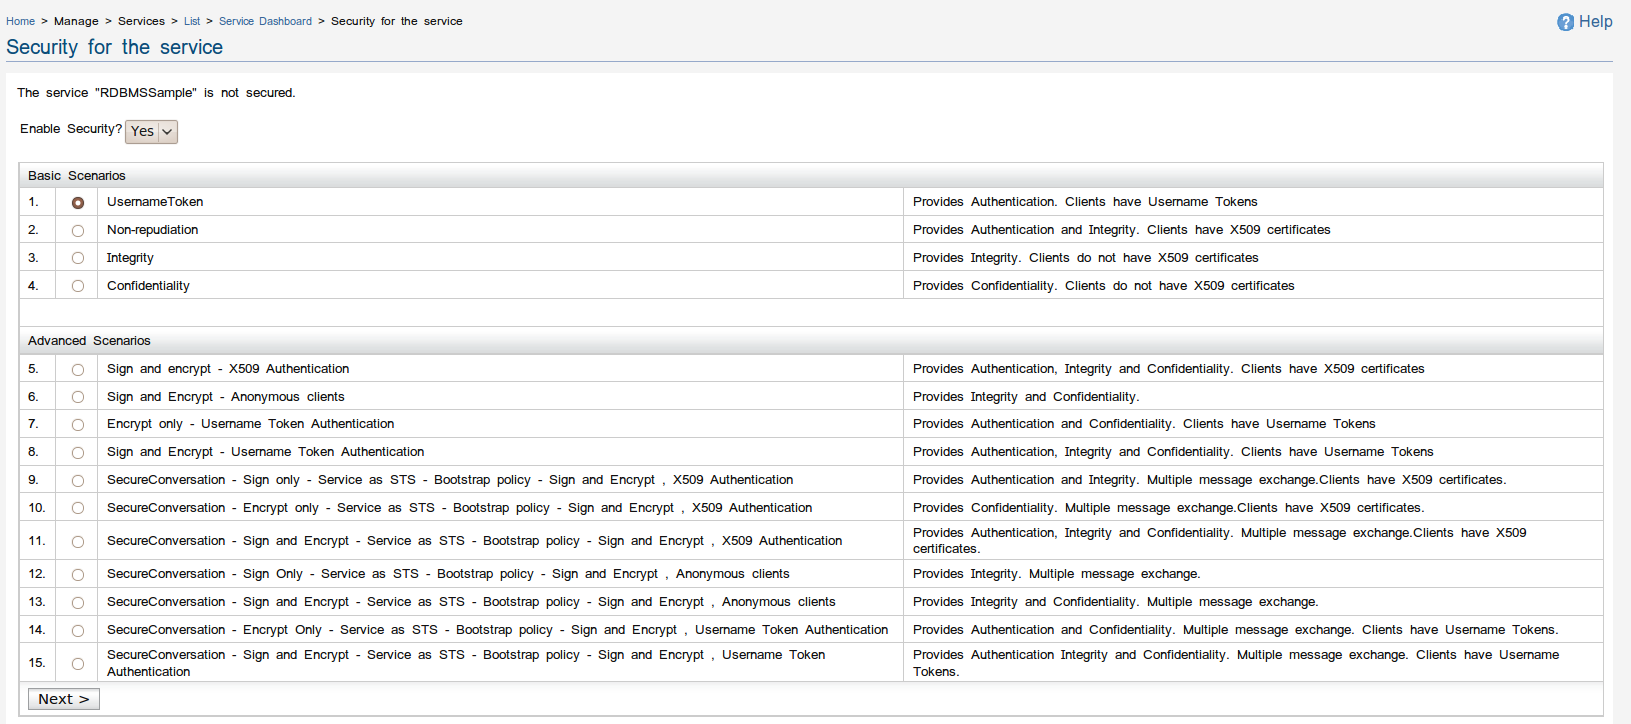 Home > Manage > Services > List > Service Dashboard > Security for the service
Help
Security for the service
The service "RDBMSSample" is not secured.
Enable Security? Yes
Basic Scenarios
1. UsernameToken Provides Authentication. Clients have Username Tokens
2. Non-repudiation Provides Authentication and Integrity. Clients have X509 certificates
3. Integrity Provides Integrity. Clients do not have X509 certificates
4. Confidentiality Provides Confidentiality. Clients do not have X509 certificates
Advanced Scenarios
5. Sign and encrypt - X509 Authentication Provides Authentication, Integrity and Confidentiality. Clients have X509 certificates
6. Sign and Encrypt - Anonymous clients Provides Integrity and Confidentiality.
7. Encrypt only - Username Token Authentication Provides Authentication and Confidentiality. Clients have Username Tokens
8. Sign and Encrypt - Username Token Authentication Provides Authentication, Integrity and Confidentiality. Clients have Username Tokens
9. SecureConversation - Sign only - Service as STS - Bootstrap policy - Sign and Encrypt , X509 Authentication Provides Authentication and Integrity. Multiple message exchange.Clients have X509 certificates.
10. SecureConversation - Encrypt only - Service as STS - Bootstrap policy - Sign and Encrypt , X509 Authentication Provides Confidentiality. Multiple message exchange.Clients have X509 certificates.
11. SecureConversation - Sign and Encrypt - Service as STS - Bootstrap policy - Sign and Encrypt , X509 Authentication Provides Authentication, Integrity and Confidentiality. Multiple message exchange.Clients have X509
certificates.
12. SecureConversation - Sign Only - Service as STS - Bootstrap policy - Sign and Encrypt , Anonymous clients Provides Integrity. Multiple message exchange.
13. SecureConversation - Sign and Encrypt - Service as STS - Bootstrap policy - Sign and Encrypt , Anonymous clients Provides Integrity and Confidentiality. Multiple message exchange.
14. SecureConversation - Encrypt Only - Service as STS - Bootstrap policy - Sign and Encrypt , Username Token Authentication Provides Authentication and Confidentiality. Multiple message exchange. Clients have Username Tokens.
15. SecureConversation - Sign and Encrypt - Service as STS - Bootstrap policy - Sign and Encrypt , Username Token Provides Authentication Integrity and Confidentiality. Multiple message exchange. Clients have Username
Authentication Tokens.
Next >